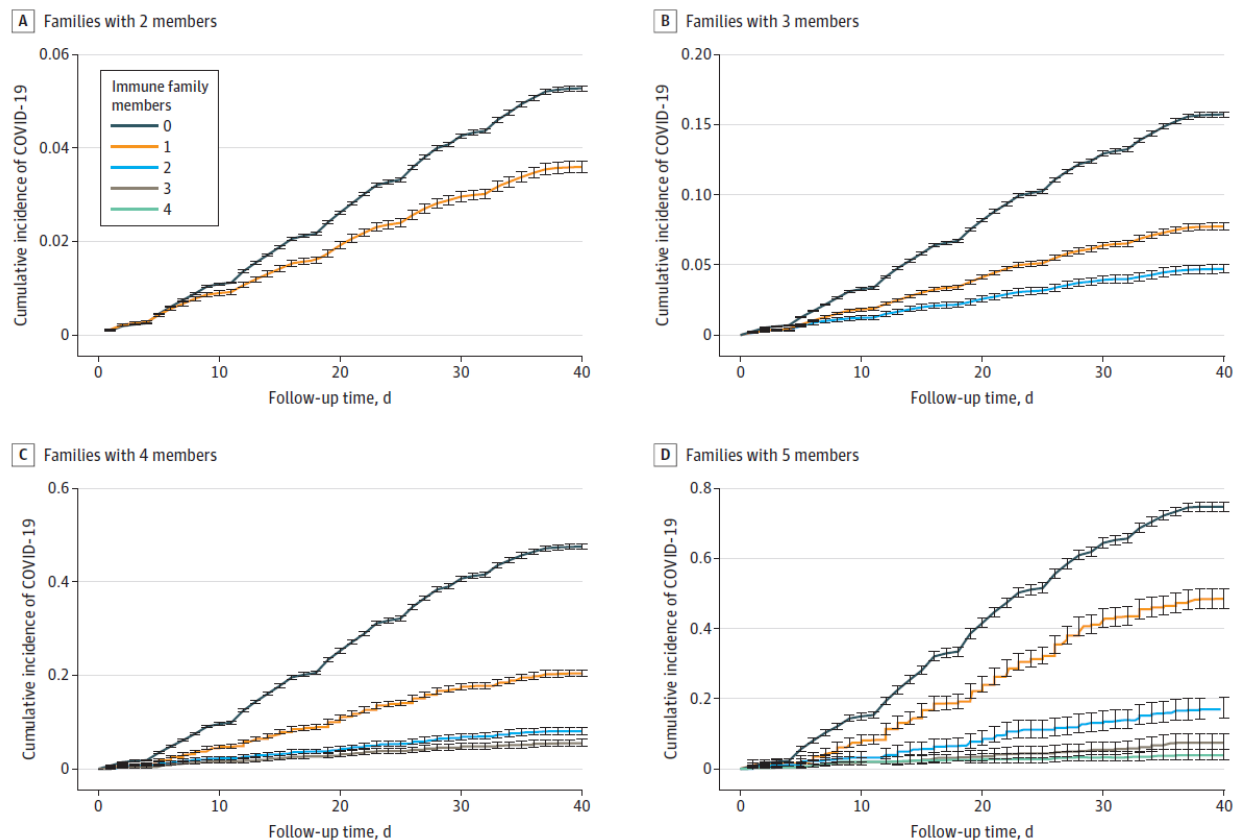 A Families with 2 members
0.06
0.04
0.02
0
Cumulative incidence of COVID-19
Immune family
members
0
1
2
3
4
0 10 20 30 40
Follow-up time, d
B Families with 3 members
0.20
0.15
0.10
0.05
0
Cumulative incidence of COVID-19
0 10 20 30 40
Follow-up time, d
C Families with 4 members
0.6
0.4
0.2
0
Cumulative incidence of COVID-19
0 10 20 30 40
Follow-up time, d
D Families with 5 members
0.8
0.6
0.4
0.2
0
Cumulative incidence of COVID-19
0 10 20 30 40
Follow-up time, d